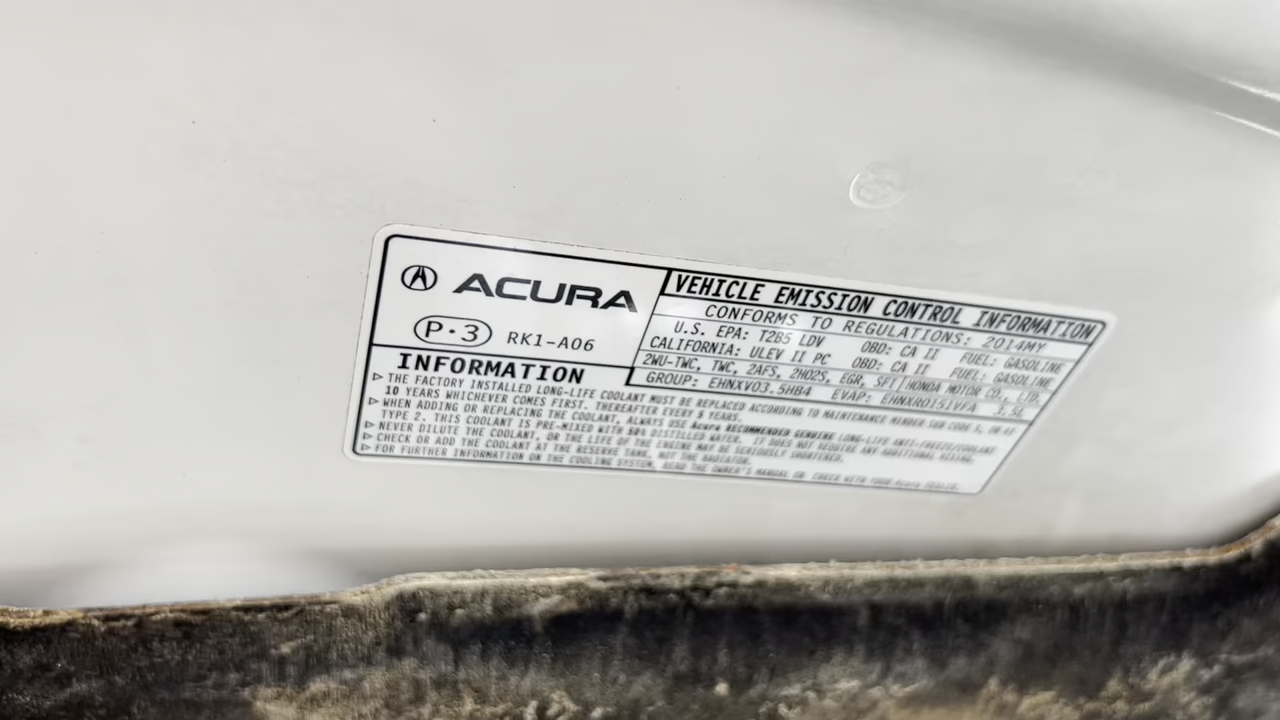 ACURA
P·3 RK1-A06
VEHICLE EMISSION CONTROL INFORMATION
CONFORMS TO REGULATIONS: 2014MY
U.S. EPA: T2B5 LDV OBD: CA II FUEL: GASOLINE
CALIFORNIA: ULEV II PC OBD: CA II FUEL: GASOLINE
2WU-TWC, TWC, 2AFS, 2HO2S, EGR, SFI HONDA MOTOR CO., LTD.
GROUP: EHNXV03.5HB4 EVAP: EHNXR0151VFA 3.5L
INFORMATION
▷ THE FACTORY INSTALLED LONG-LIFE COOLANT MUST BE REPLACED ACCORDING TO MAINTENANCE MINDER SUB CODE 5, OR AT
10 YEARS WHICHEVER COMES FIRST. THEREAFTER EVERY 5 YEARS.
▷ WHEN ADDING OR REPLACING THE COOLANT, ALWAYS USE Acura RECOMMENDED GENUINE LONG-LIFE ANTI-FREEZE/COOLANT
TYPE 2. THIS COOLANT IS PRE-MIXED WITH 50% DISTILLED WATER. IT DOES NOT REQUIRE ANY ADDITIONAL MIXING.
▷ NEVER DILUTE THE COOLANT, OR THE LIFE OF THE ENGINE MAY BE SERIOUSLY SHORTENED.
▷ CHECK OR ADD THE COOLANT AT THE RESERVE TANK, NOT THE RADIATOR.
▷ FOR FURTHER INFORMATION ON THE COOLING SYSTEM, READ THE OWNER'S MANUAL OR CHECK WITH YOUR Acura DEALER.